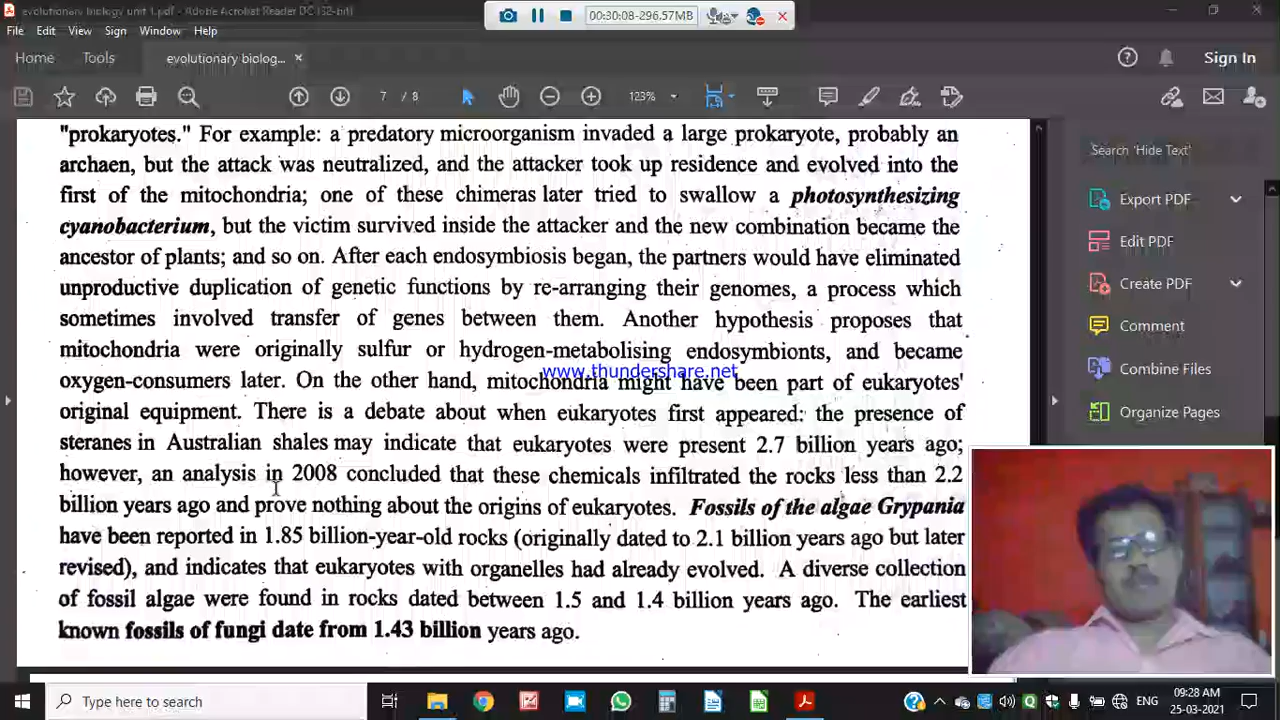 evolutionary biology unit 1.pdf - Adobe Acrobat Reader DC (32-bit)
00:30:08-296.57MB
File Edit View Sign Window Help
Home Tools evolutionary biolog... × Sign In
7 / 8 123%
"prokaryotes." For example: a predatory microorganism invaded a large prokaryote, probably an
archaen, but the attack was neutralized, and the attacker took up residence and evolved into the
first of the mitochondria; one of these chimeras later tried to swallow a photosynthesizing
cyanobacterium, but the victim survived inside the attacker and the new combination became the
ancestor of plants; and so on. After each endosymbiosis began, the partners would have eliminated
unproductive duplication of genetic functions by re-arranging their genomes, a process which
sometimes involved transfer of genes between them. Another hypothesis proposes that
mitochondria were originally sulfur or hydrogen-metabolising endosymbionts, and became
oxygen-consumers later. On the other hand, mitochondria might have been part of eukaryotes'
original equipment. There is a debate about when eukaryotes first appeared: the presence of
steranes in Australian shales may indicate that eukaryotes were present 2.7 billion years ago;
however, an analysis in 2008 concluded that these chemicals infiltrated the rocks less than 2.2
billion years ago and prove nothing about the origins of eukaryotes. Fossils of the algae Grypania
have been reported in 1.85 billion-year-old rocks (originally dated to 2.1 billion years ago but later
revised), and indicates that eukaryotes with organelles had already evolved. A diverse collection
of fossil algae were found in rocks dated between 1.5 and 1.4 billion years ago. The earliest
known fossils of fungi date from 1.43 billion years ago.
www.thundershare.net
Search 'Hide Text'
Export PDF
Edit PDF
Create PDF
Comment
Combine Files
Organize Pages
Type here to search
ENG
09:28 AM
25-03-2021